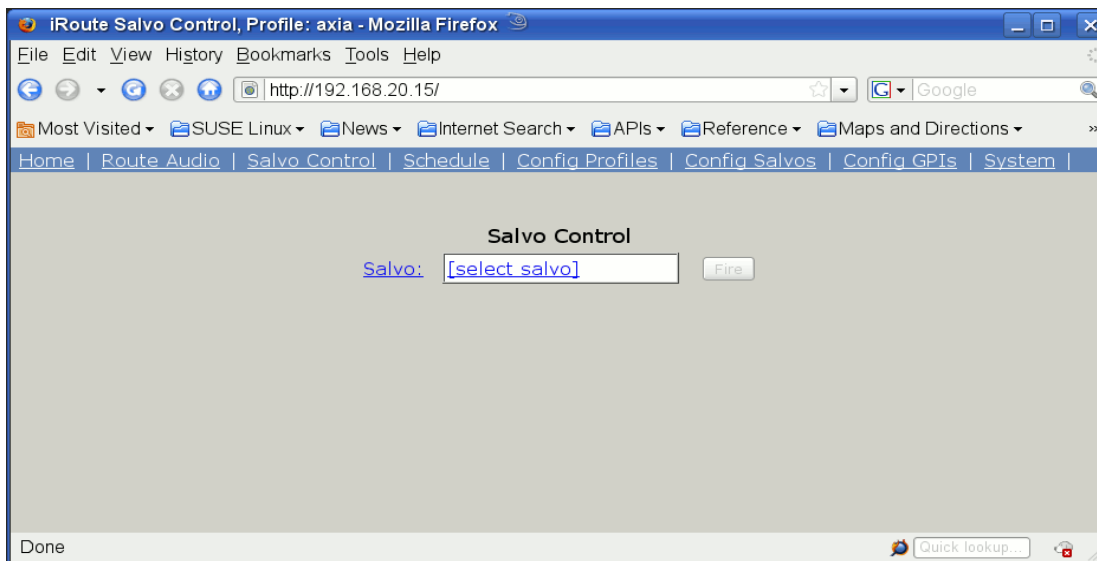 iRoute Salvo Control, Profile: axia - Mozilla Firefox
File Edit View History Bookmarks Tools Help
http://192.168.20.15/ G Google
Most Visited SUSE Linux News Internet Search APIs Reference Maps and Directions »
Home | Route Audio | Salvo Control | Schedule | Config Profiles | Config Salvos | Config GPIs | System |
Salvo Control
Salvo: [select salvo] Fire
Done Quick lookup...